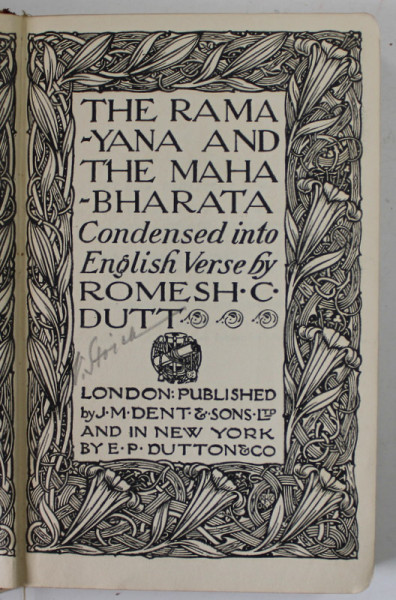 THE RAMA
-YANA AND
THE MAHA
-BHARATA
Condensed into
English Verse by
ROMESH·C·
DUTT
LONDON: PUBLISHED
by J·M·DENT·&·SONS·LTD
AND IN NEW YORK
BY E·P·DUTTON & CO